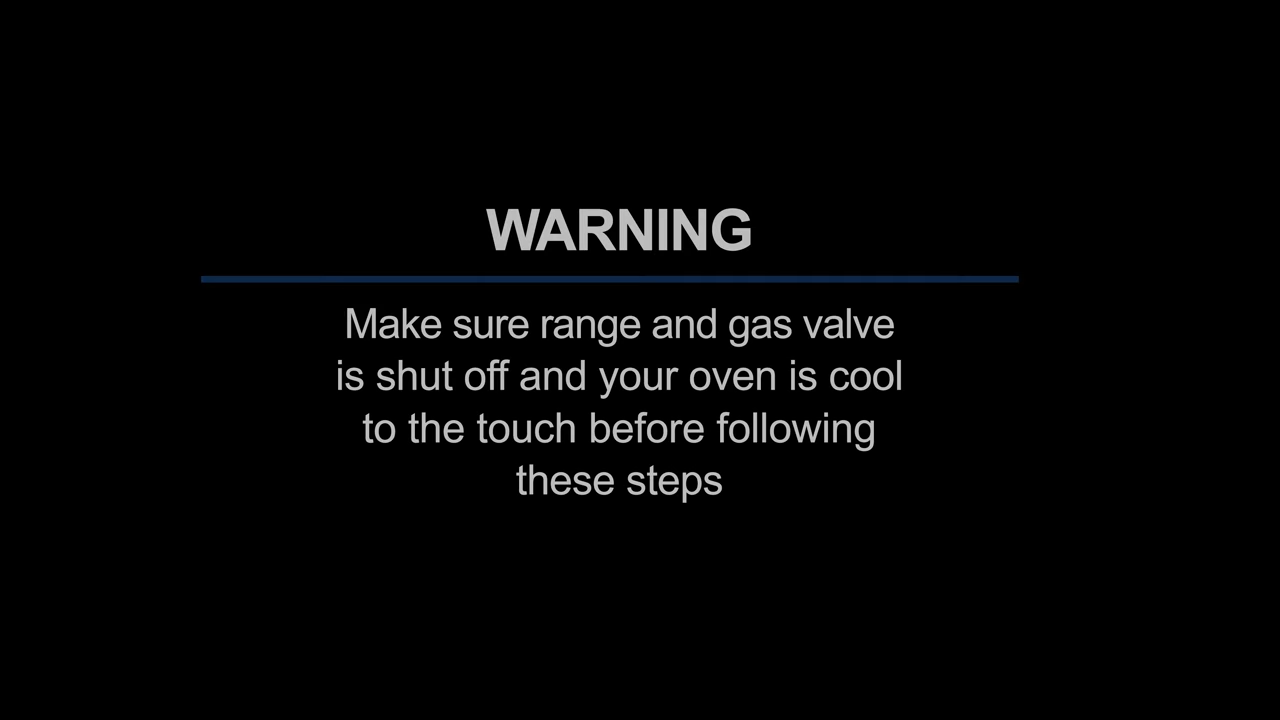 WARNING
Make sure range and gas valve
is shut off and your oven is cool
to the touch before following
these steps